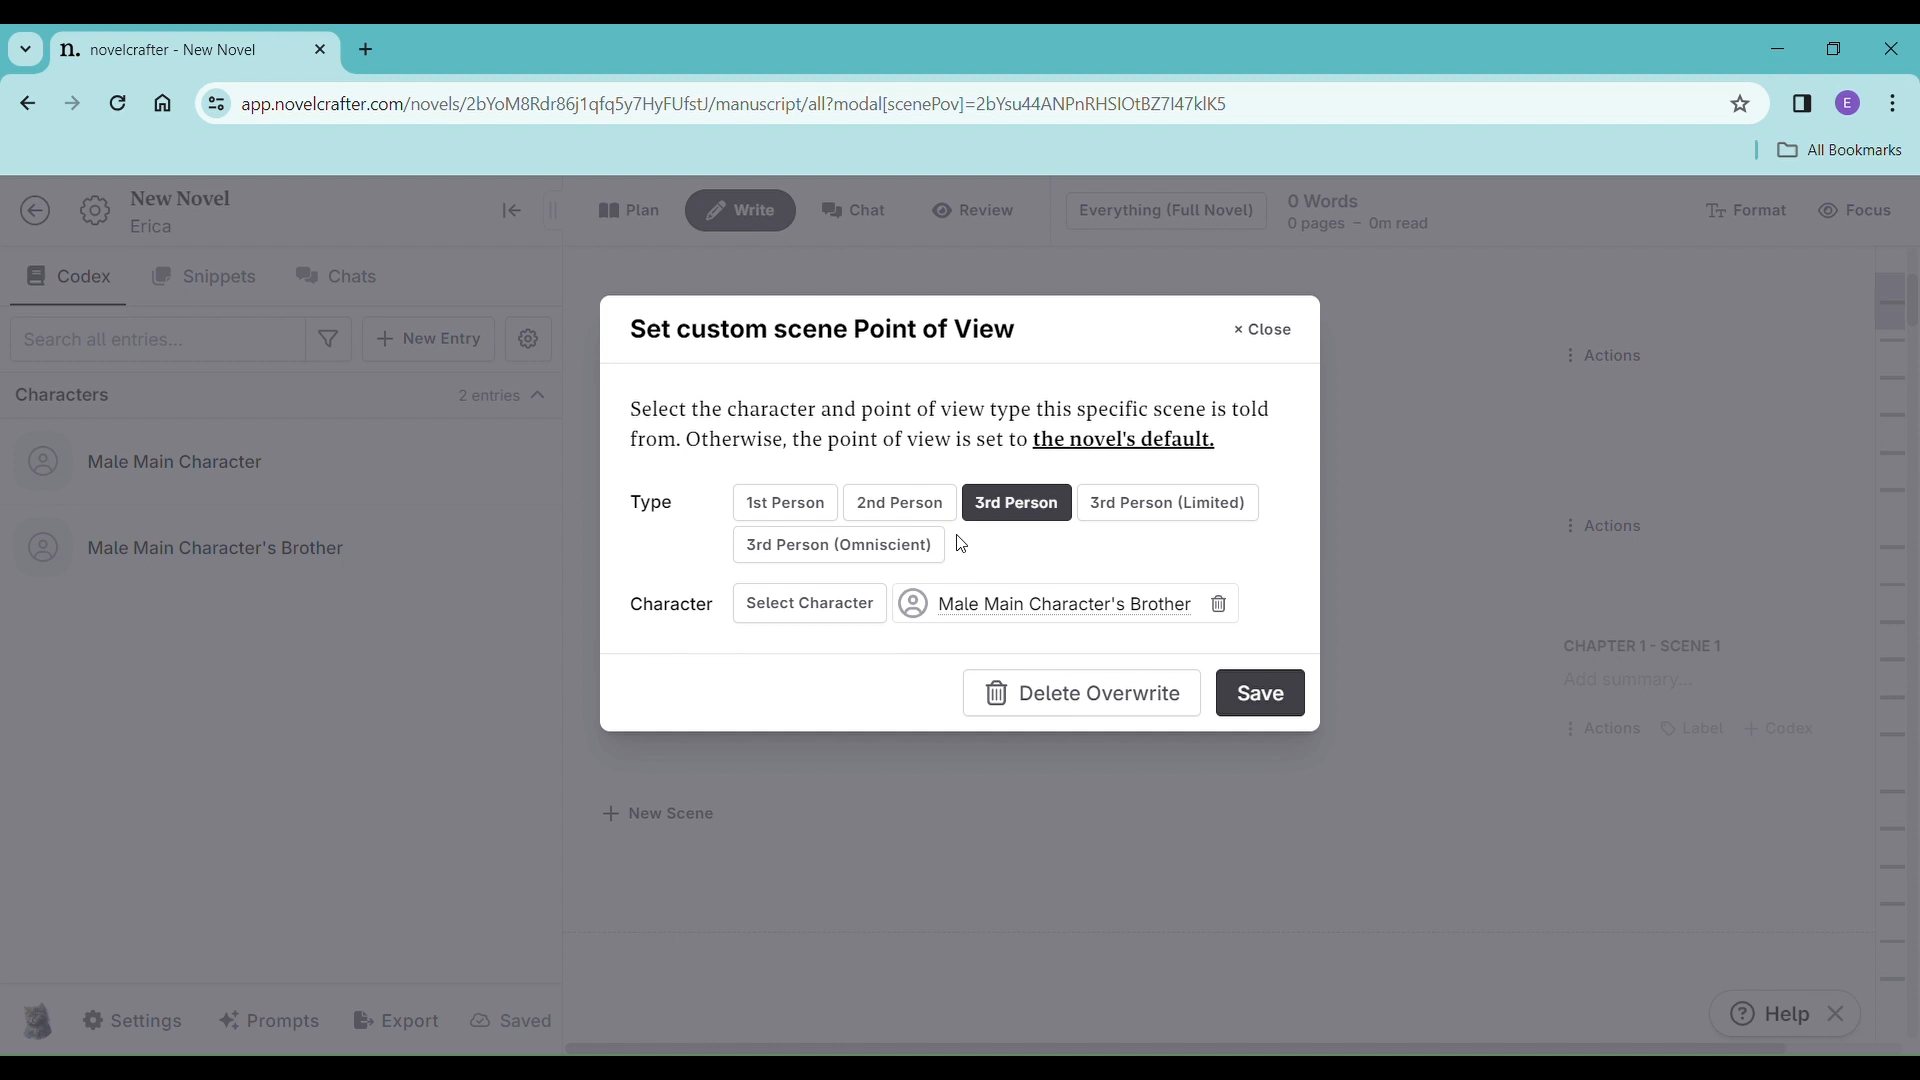 n. novelcrafter - New Novel
app.novelcrafter.com/novels/2bYoM8Rdr86j1qfq5y7HyFUfstJ/manuscript/all?modal[scenePov]=2bYsu44ANPnRHSIOtBZ7I47klK5
E
All Bookmarks
New Novel
Erica
Plan
Write
Chat
Review
Everything (Full Novel)
0 Words
0 pages - 0m read
Format
Focus
Codex
Snippets
Chats
Search all entries...
New Entry
Characters
2 entries
Male Main Character
Male Main Character's Brother
Set custom scene Point of View
× Close
Select the character and point of view type this specific scene is told
from. Otherwise, the point of view is set to the novel's default.
Type
1st Person
2nd Person
3rd Person
3rd Person (Limited)
3rd Person (Omniscient)
Character
Select Character
Male Main Character's Brother
Delete Overwrite
Save
Actions
Actions
CHAPTER 1 - SCENE 1
Add summary...
Actions
Label
+ Codex
+ New Scene
Settings
Prompts
Export
Saved
Help